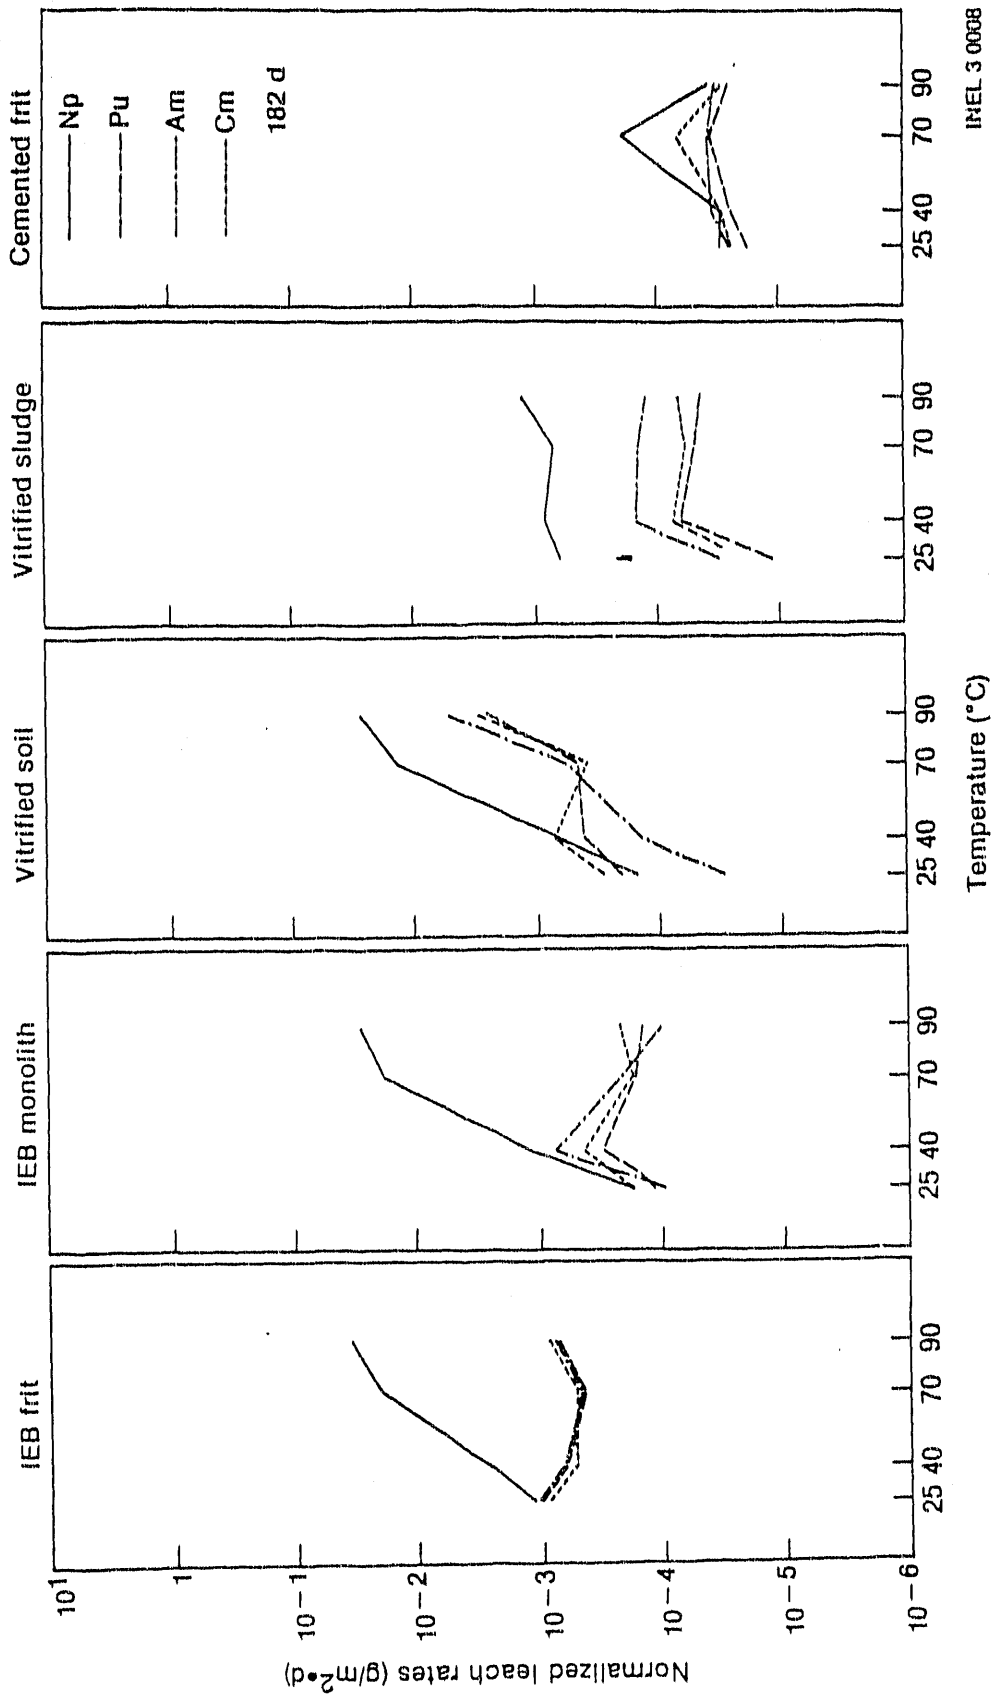 IEB frit
IEB monolith
Vitrified soil
Vitrified sludge
Cemented frit
Np
Pu
Am
Cm
182 d
Normalized leach rates (g/m²•d)
10¹
1
10−1
10−2
10−3
10−4
10−5
10−6
25 40 70 90
25 40 70 90
25 40 70 90
25 40 70 90
25 40 70 90
Temperature (°C)
INEL 3 0008